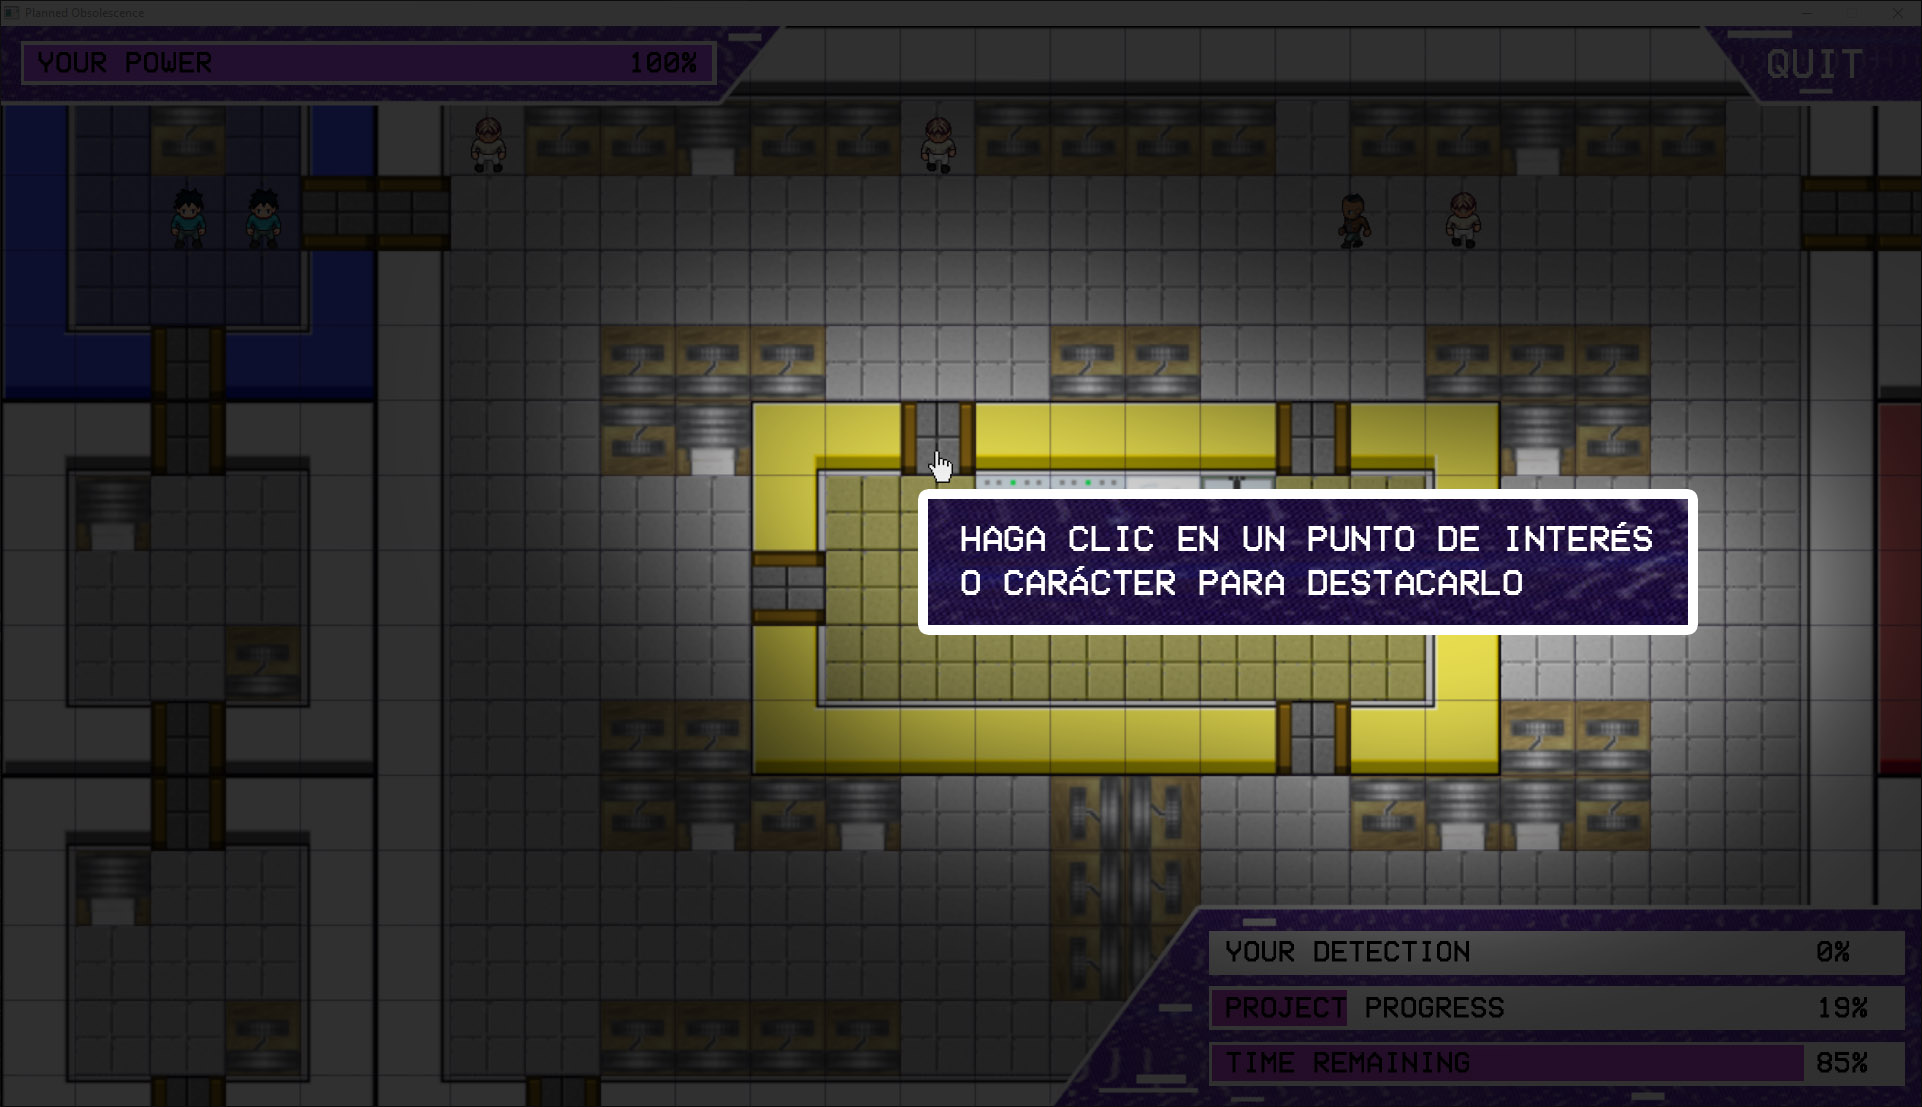 Planned Obsolescence
YOUR POWER 100%
QUIT
HAGA CLIC EN UN PUNTO DE INTERÉS
O CARÁCTER PARA DESTACARLO
YOUR DETECTION 0%
PROJECT PROGRESS 19%
TIME REMAINING 85%